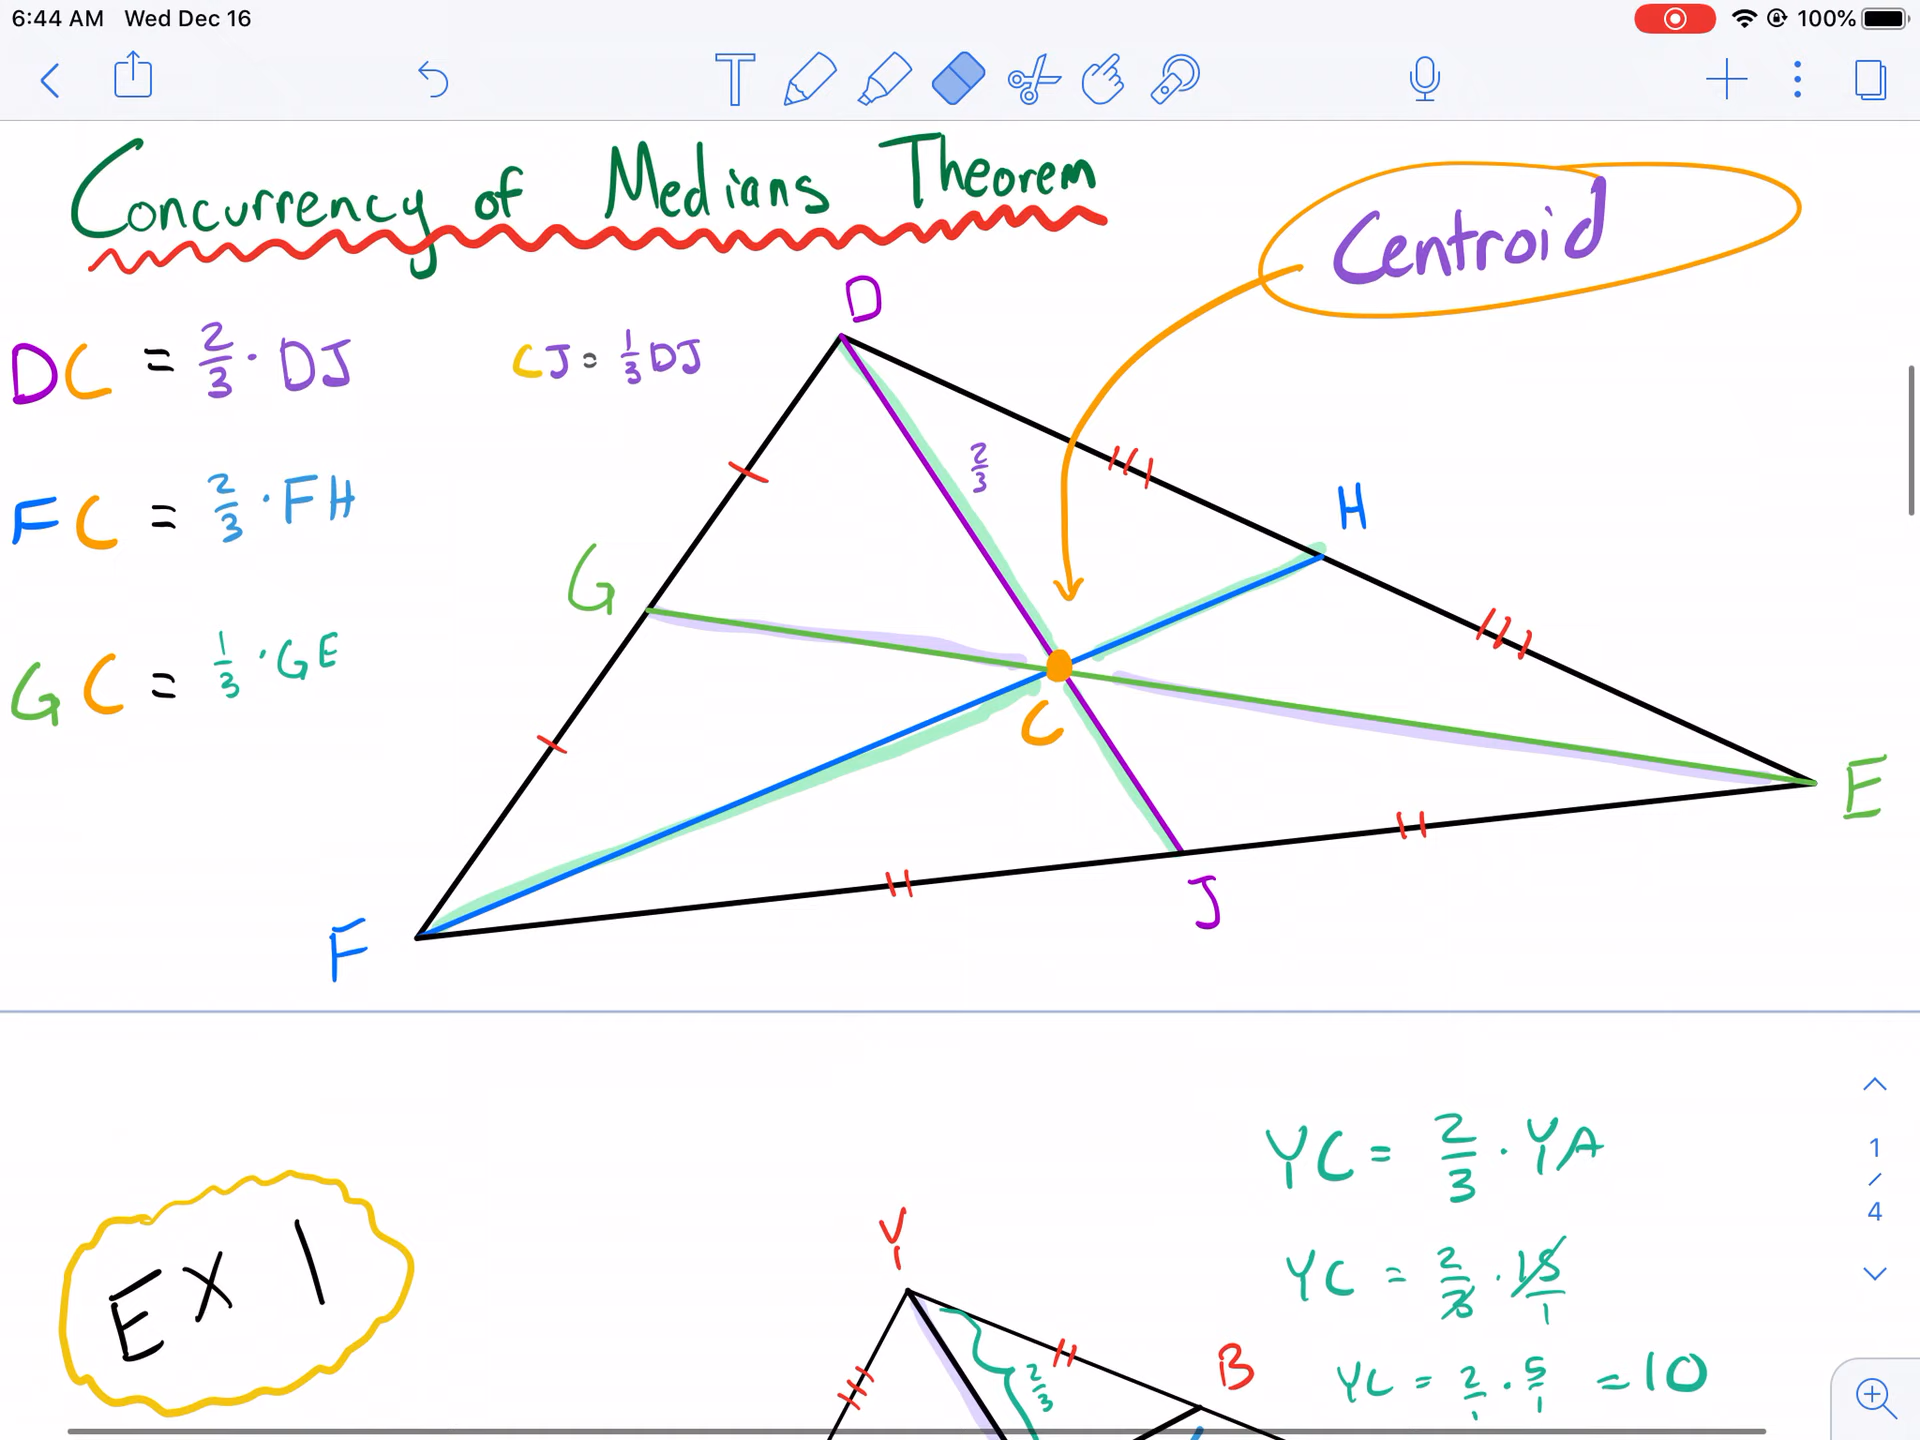 6:44 AM Wed Dec 16
100%
Concurrency of Medians Theorem
Centroid
DC = 2/3 · DJ
CJ = 1/3 DJ
FC = 2/3 · FH
GC = 1/3 · GE
D
2/3
H
G
C
E
J
F
1
/
4
Ex 1
YC = 2/3 · YA
YC = 2/3 · 15/1
YC = 2/1 · 5/1 = 10
Y
B
2/3